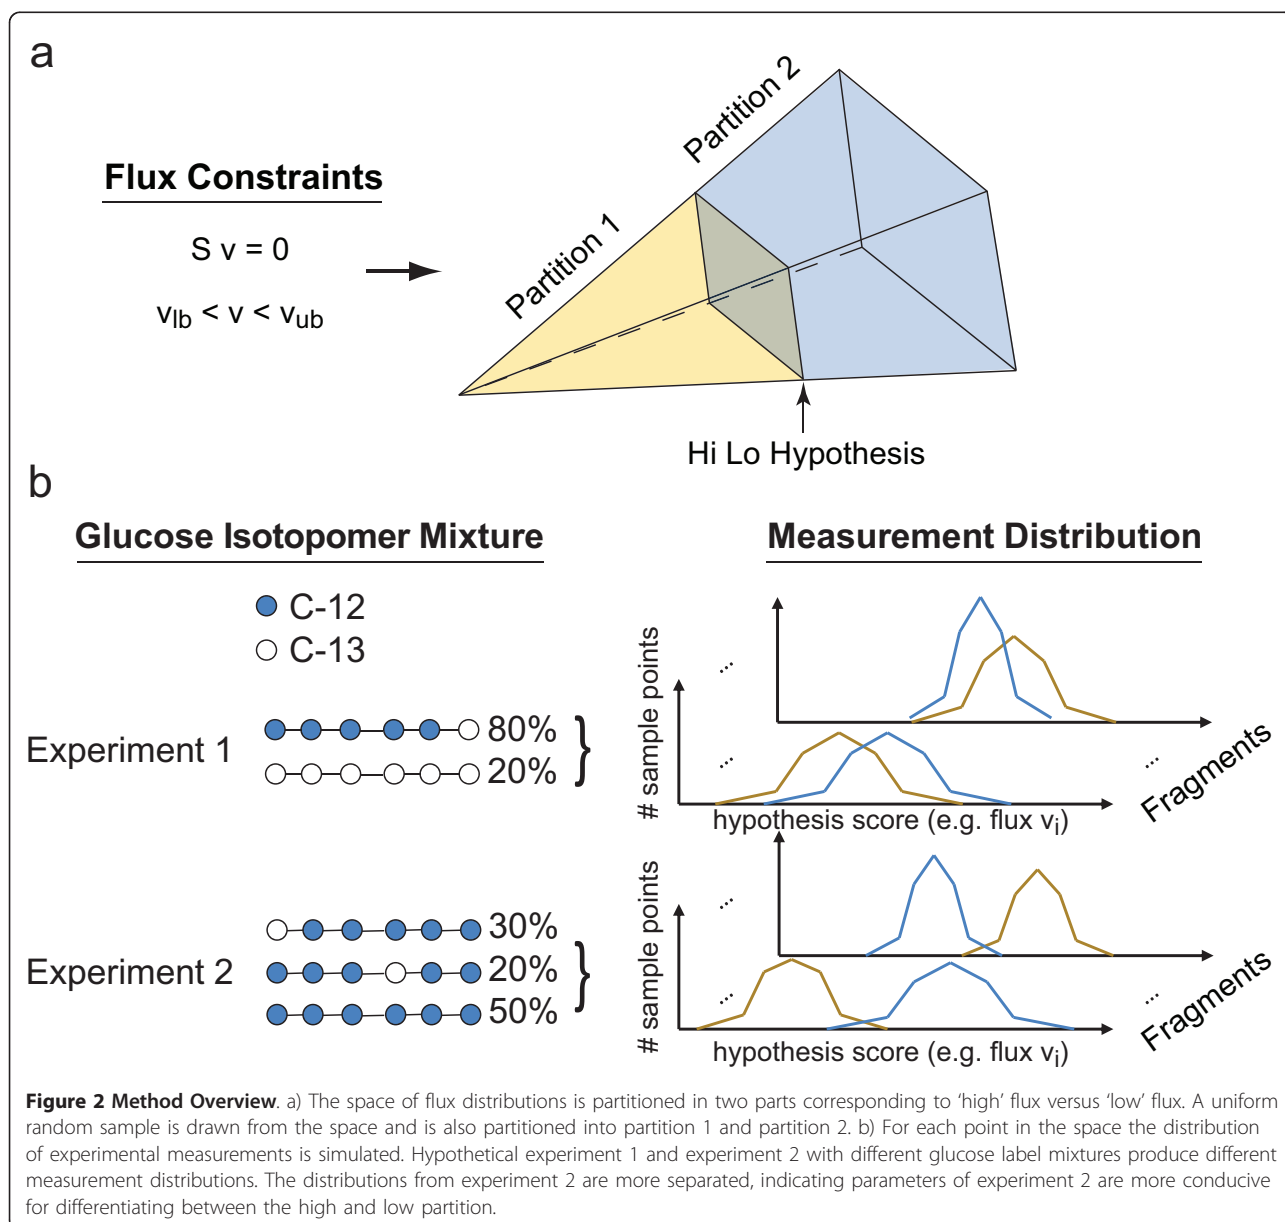 a
Flux Constraints
S v = 0
v_lb < v < v_ub
Partition 1
Partition 2
Hi Lo Hypothesis
b
Glucose Isotopomer Mixture
C-12
C-13
Experiment 1
80%
20%
}
Experiment 2
30%
20%
50%
}
Measurement Distribution
# sample points
...
...
...
hypothesis score (e.g. flux v_i)
Fragments
# sample points
...
...
...
hypothesis score (e.g. flux v_i)
Fragments
Figure 2 Method Overview. a) The space of flux distributions is partitioned in two parts corresponding to ‘high’ flux versus ‘low’ flux. A uniform
random sample is drawn from the space and is also partitioned into partition 1 and partition 2. b) For each point in the space the distribution
of experimental measurements is simulated. Hypothetical experiment 1 and experiment 2 with different glucose label mixtures produce different
measurement distributions. The distributions from experiment 2 are more separated, indicating parameters of experiment 2 are more conducive
for differentiating between the high and low partition.